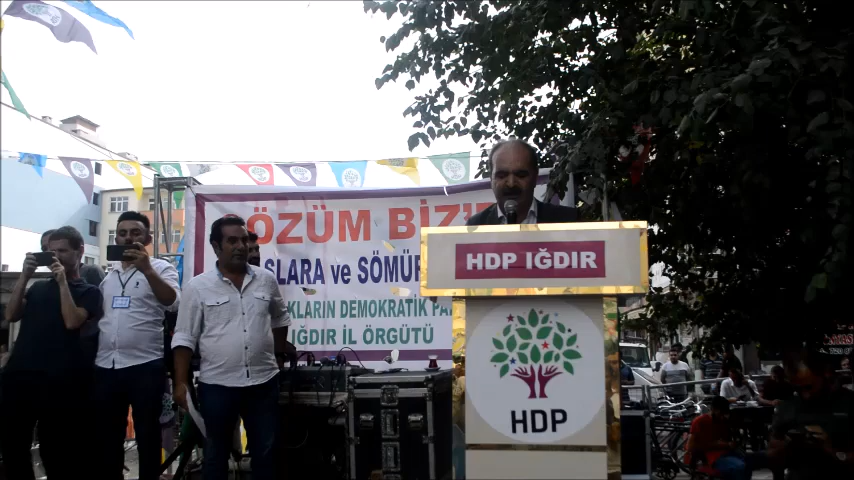 ÖZÜM BİZ'
SLARA ve SÖMÜR
KLARIN DEMOKRATİK PA
IĞDIR İL ÖRGÜTÜ
HDP IĞDIR
HDP